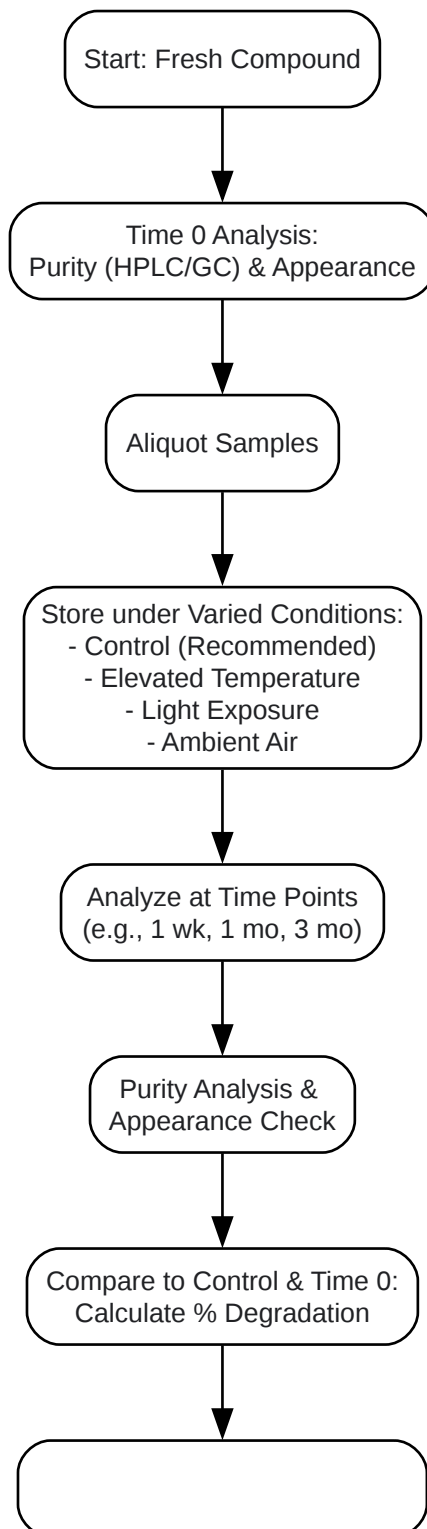 Start: Fresh Compound
Time 0 Analysis:
Purity (HPLC/GC) & Appearance
Aliquot Samples
Store under Varied Conditions:
- Control (Recommended)
- Elevated Temperature
- Light Exposure
- Ambient Air
Analyze at Time Points
(e.g., 1 wk, 1 mo, 3 mo)
Purity Analysis &
Appearance Check
Compare to Control & Time 0:
Calculate % Degradation